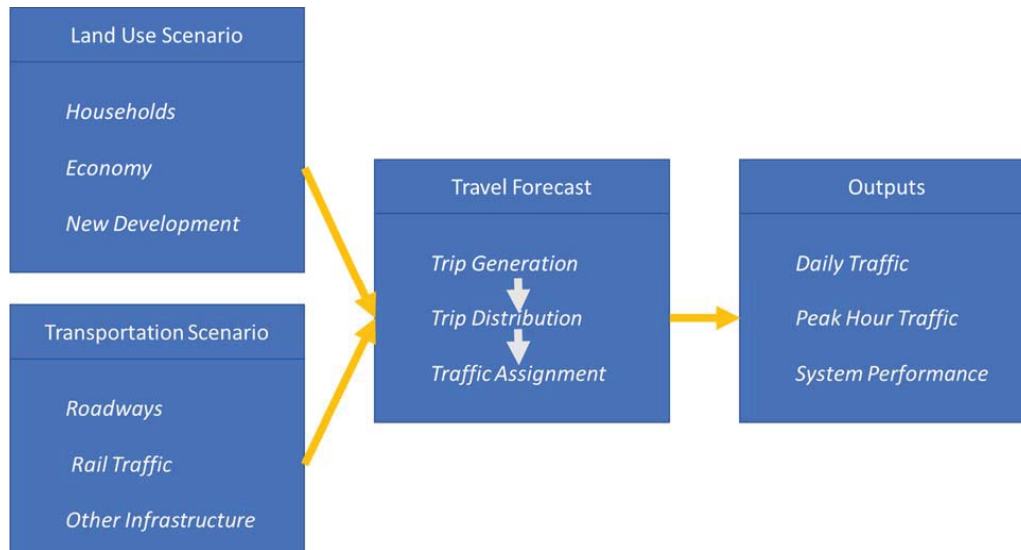 Land Use Scenario
Households
Economy
New Development
Transportation Scenario
Roadways
Rail Traffic
Other Infrastructure
Travel Forecast
Trip Generation
Trip Distribution
Traffic Assignment
Outputs
Daily Traffic
Peak Hour Traffic
System Performance